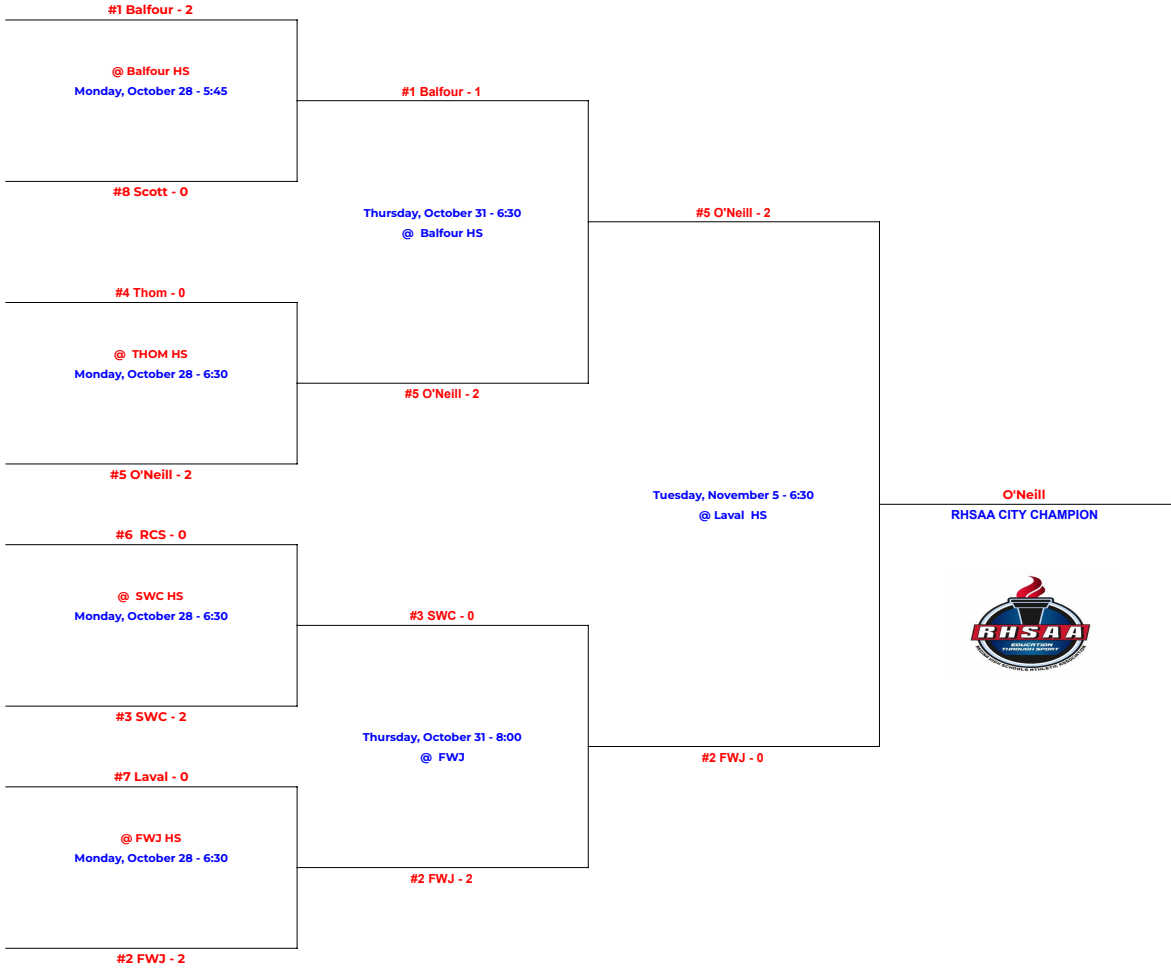 #1 Balfour - 2
@ Balfour HS
Monday, October 28 - 5:45
#8 Scott - 0
#4 Thom - 0
@ THOM HS
Monday, October 28 - 6:30
#5 O'Neill - 2
#6 RCS - 0
@ SWC HS
Monday, October 28 - 6:30
#3 SWC - 2
#7 Laval - 0
@ FWJ HS
Monday, October 28 - 6:30
#2 FWJ - 2
#1 Balfour - 1
Thursday, October 31 - 6:30
@ Balfour HS
#5 O'Neill - 2
#3 SWC - 0
Thursday, October 31 - 8:00
@ FWJ
#2 FWJ - 2
#5 O'Neill - 2
Tuesday, November 5 - 6:30
@ Laval HS
#2 FWJ - 0
O'Neill
RHSAA CITY CHAMPION
RHSAA
EDUCATION
THROUGH SPORT
REGINA HIGH SCHOOLS ATHLETIC ASSOCIATION